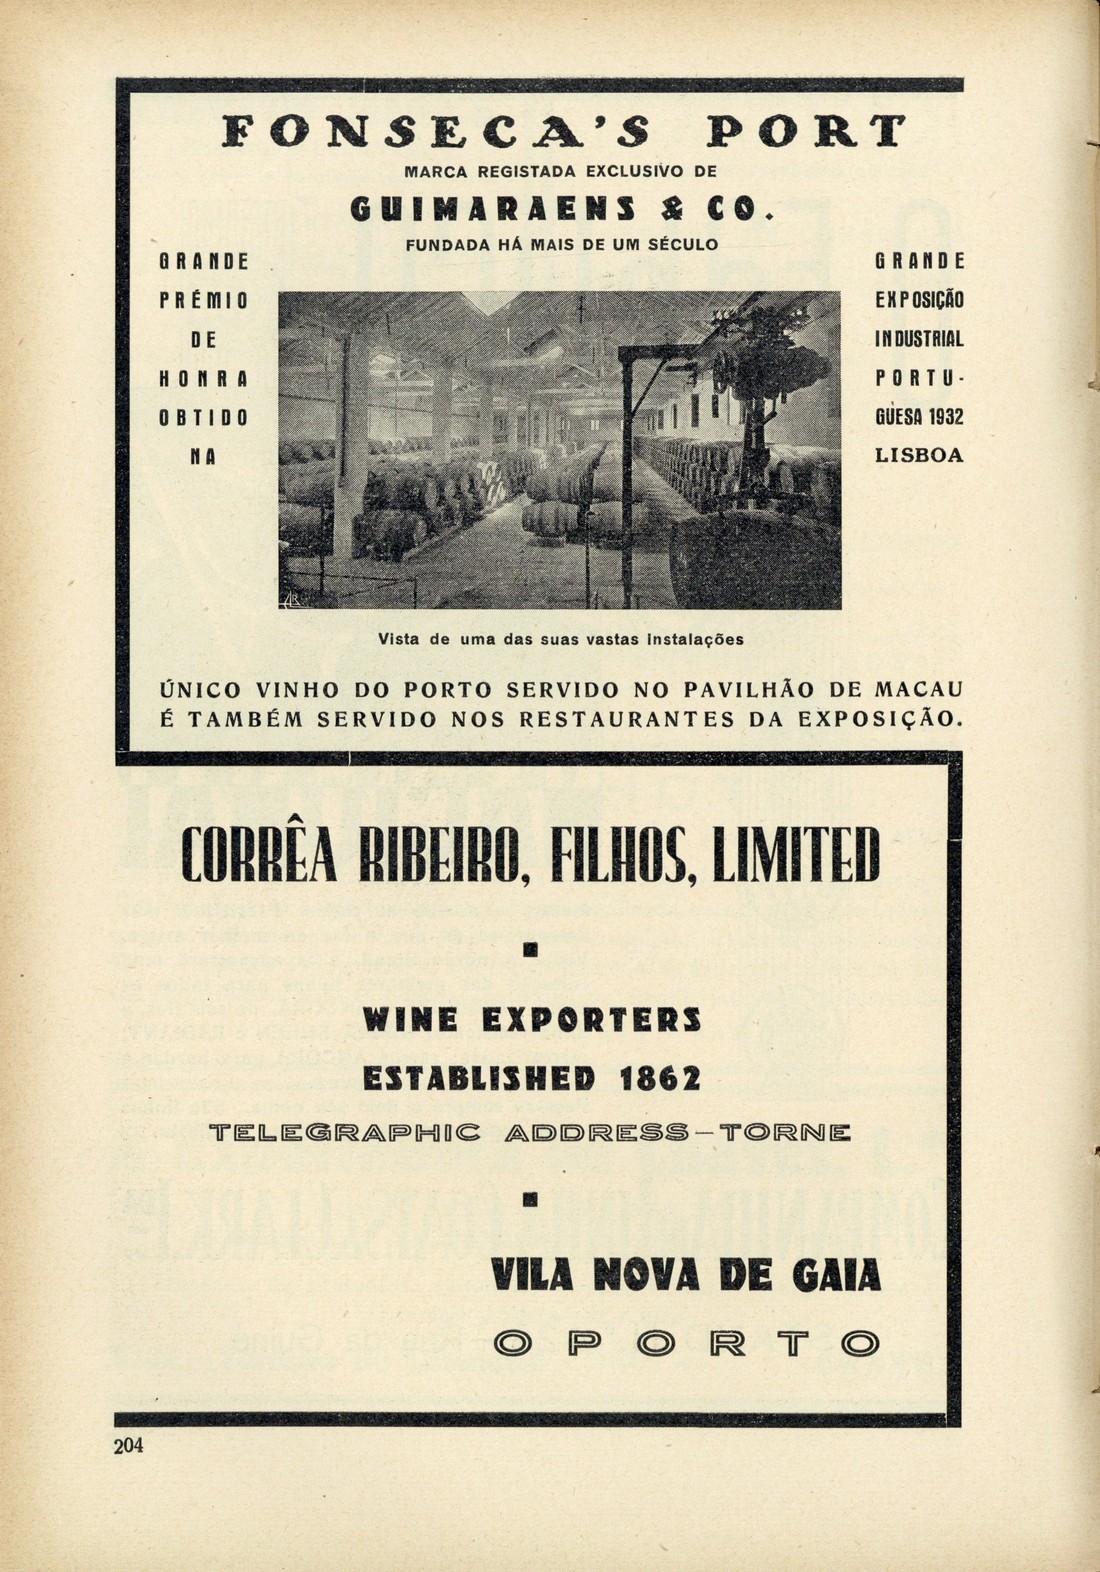 FONSECA'S PORT
MARCA REGISTADA EXCLUSIVO DE
GUIMARAENS & CO.
FUNDADA HÁ MAIS DE UM SÉCULO
GRANDE
PRÉMIO
DE
HONRA
OBTIDO
NA
GRANDE
EXPOSIÇÃO
INDUSTRIAL
PORTU-
GUESA 1932
LISBOA
AR
Vista de uma das suas vastas instalações
ÚNICO VINHO DO PORTO SERVIDO NO PAVILHÃO DE MACAU
É TAMBÉM SERVIDO NOS RESTAURANTES DA EXPOSIÇÃO.
CORRÊA RIBEIRO, FILHOS, LIMITED
WINE EXPORTERS
ESTABLISHED 1862
TELEGRAPHIC ADDRESS-TORNE
VILA NOVA DE GAIA
OPORTO
204